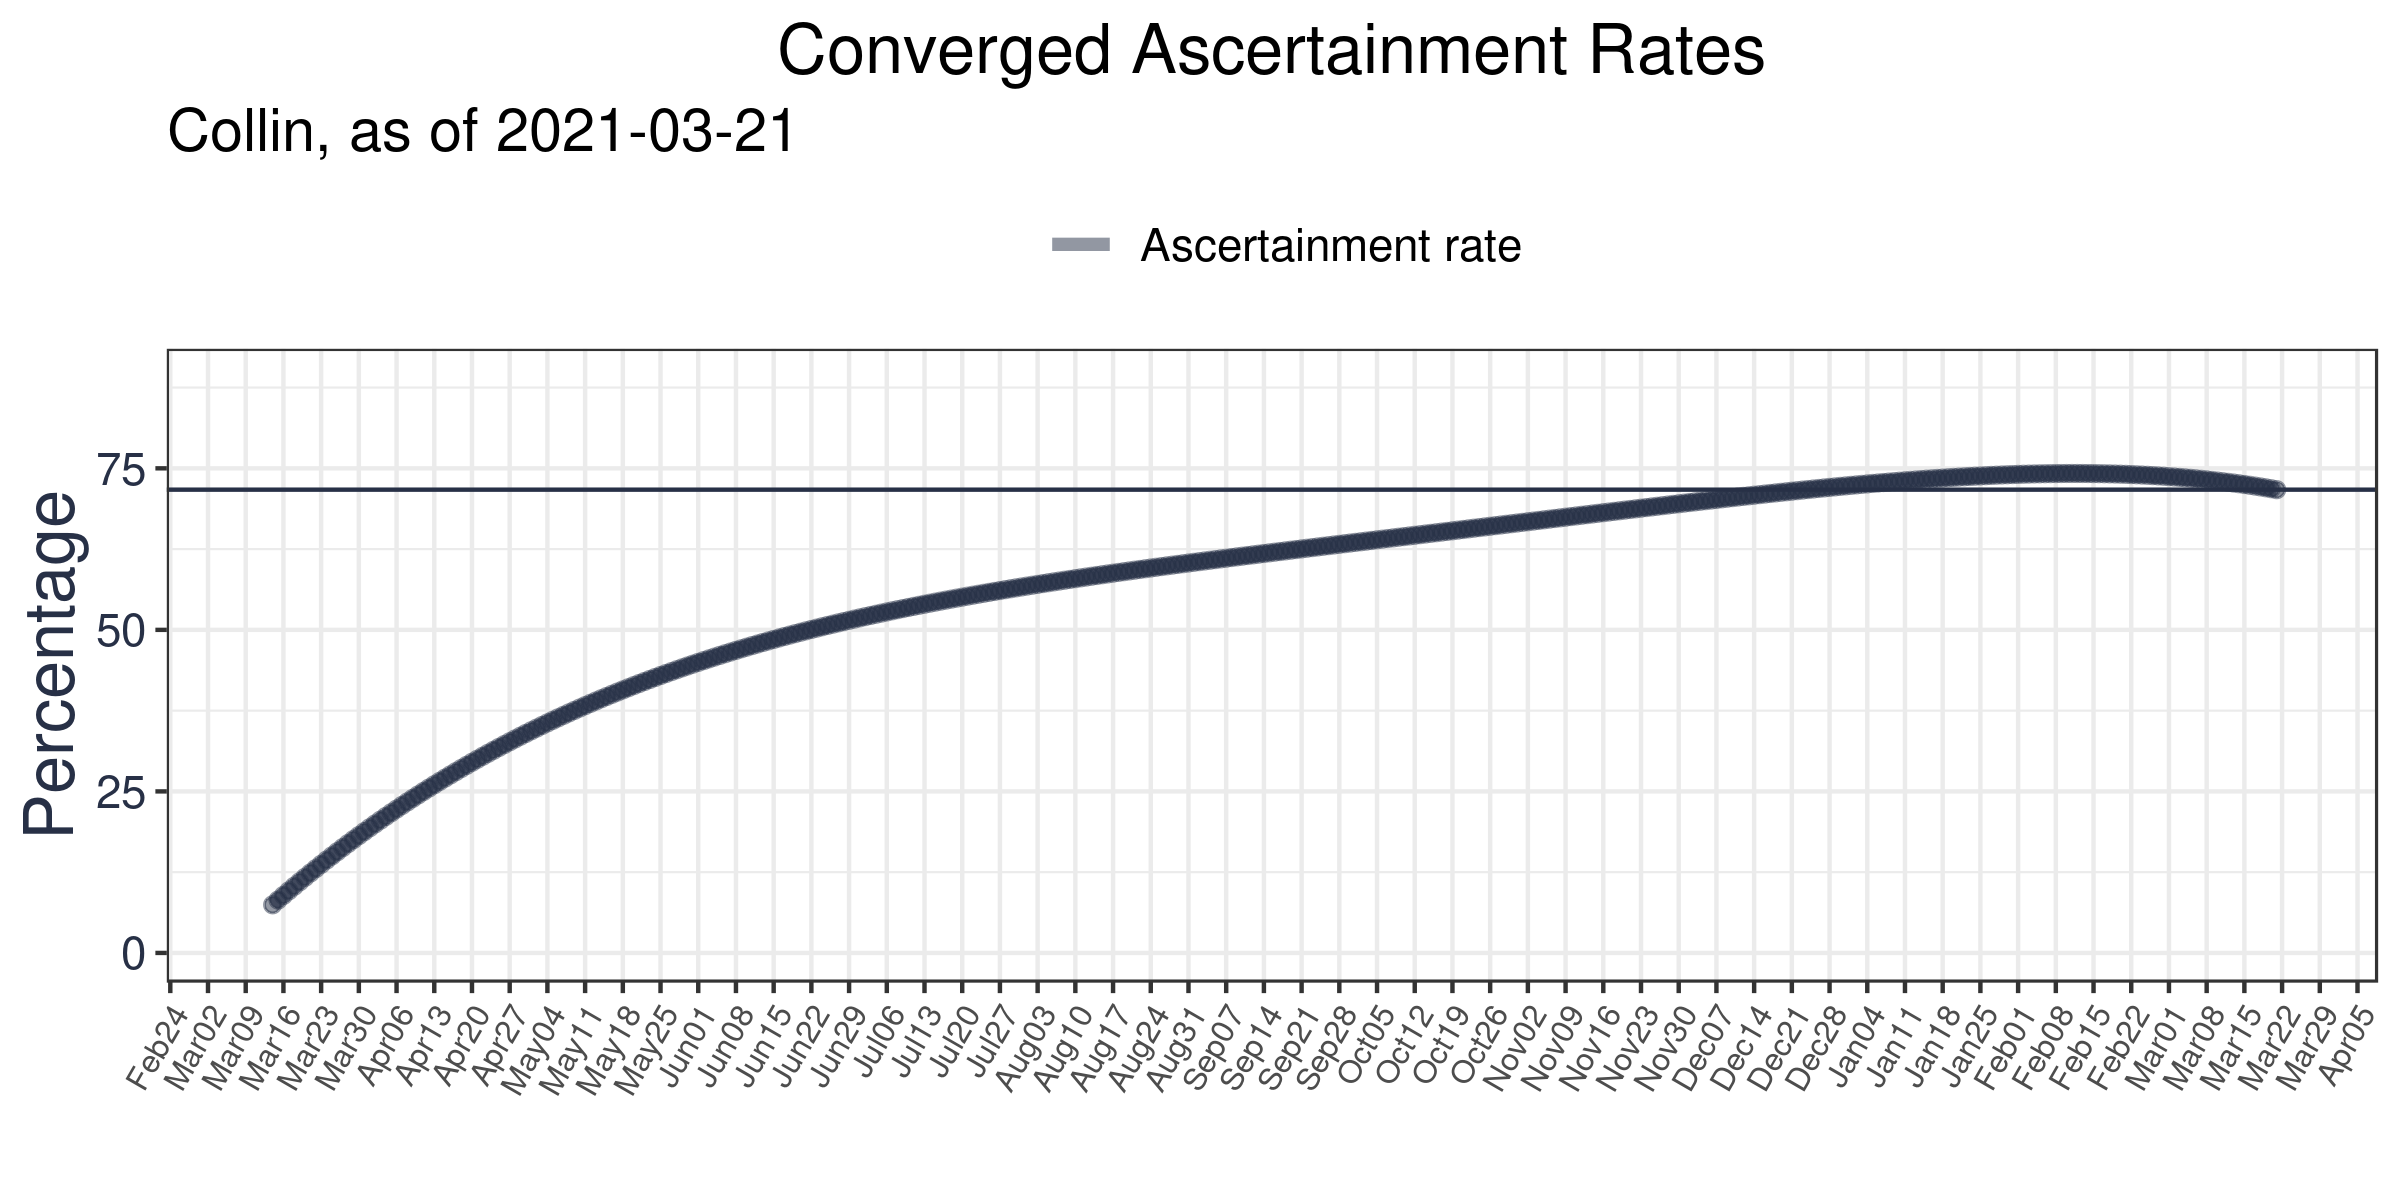 Converged Ascertainment Rates
Collin, as of 2021-03-21
Ascertainment rate
Percentage
75
50
25
0
Feb24 Mar02 Mar09 Mar16 Mar23 Mar30 Apr06 Apr13 Apr20 Apr27 May04 May11 May18 May25 Jun01 Jun08 Jun15 Jun22 Jun29 Jul06 Jul13 Jul20 Jul27 Aug03 Aug10 Aug17 Aug24 Aug31 Sep07 Sep14 Sep21 Sep28 Oct05 Oct12 Oct19 Oct26 Nov02 Nov09 Nov16 Nov23 Nov30 Dec07 Dec14 Dec21 Dec28 Jan04 Jan11 Jan18 Jan25 Feb01 Feb08 Feb15 Feb22 Mar01 Mar08 Mar15 Mar22 Mar29 Apr05